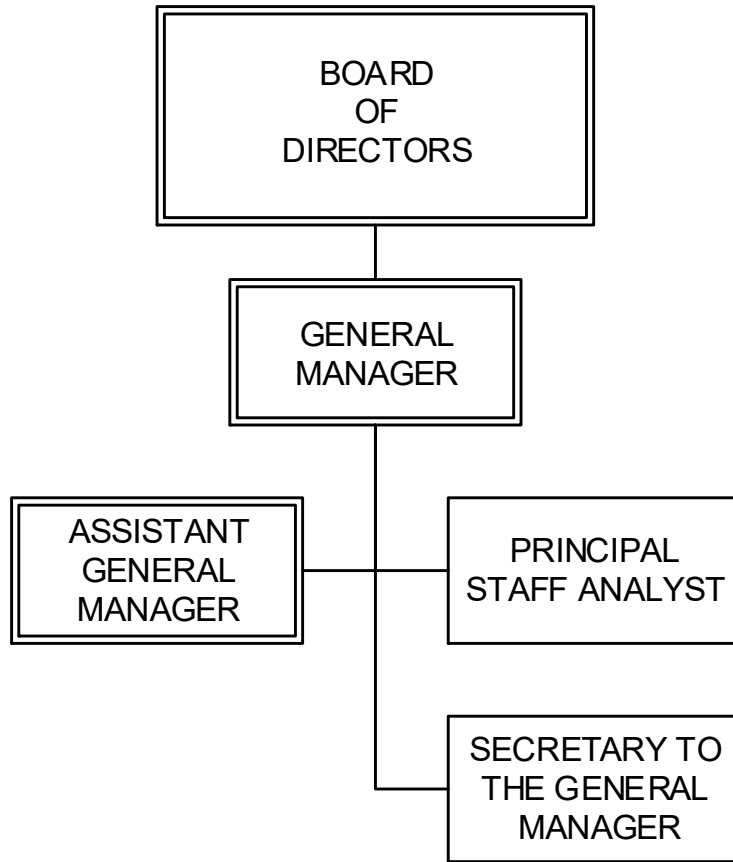 BOARD
OF
DIRECTORS
GENERAL
MANAGER
ASSISTANT
GENERAL
MANAGER
PRINCIPAL
STAFF ANALYST
SECRETARY TO
THE GENERAL
MANAGER